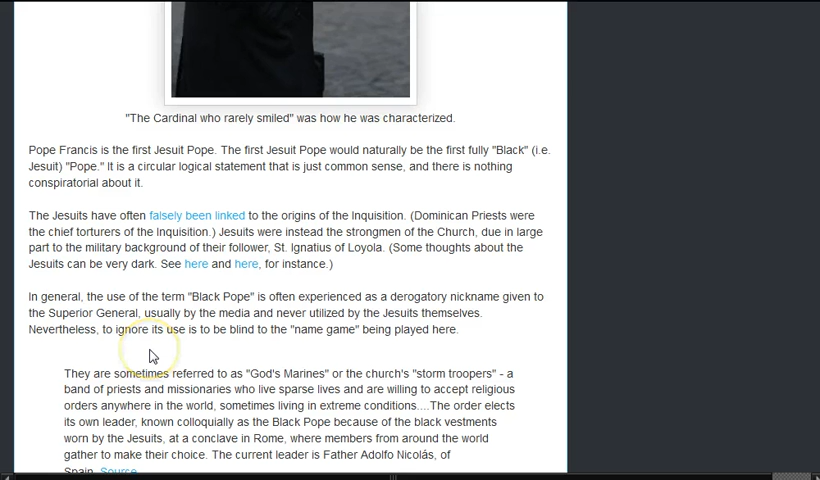 "The Cardinal who rarely smiled" was how he was characterized.
Pope Francis is the first Jesuit Pope. The first Jesuit Pope would naturally be the first fully "Black" (i.e.
Jesuit) "Pope." It is a circular logical statement that is just common sense, and there is nothing
conspiratorial about it.
The Jesuits have often falsely been linked to the origins of the Inquisition. (Dominican Priests were
the chief torturers of the Inquisition.) Jesuits were instead the strongmen of the Church, due in large
part to the military background of their follower, St. Ignatius of Loyola. (Some thoughts about the
Jesuits can be very dark. See here and here, for instance.)
In general, the use of the term "Black Pope" is often experienced as a derogatory nickname given to
the Superior General, usually by the media and never utilized by the Jesuits themselves.
Nevertheless, to ignore its use is to be blind to the "name game" being played here.
They are sometimes referred to as "God's Marines" or the church's "storm troopers" - a
band of priests and missionaries who live sparse lives and are willing to accept religious
orders anywhere in the world, sometimes living in extreme conditions....The order elects
its own leader, known colloquially as the Black Pope because of the black vestments
worn by the Jesuits, at a conclave in Rome, where members from around the world
gather to make their choice. The current leader is Father Adolfo Nicolás, of
Spain. Source